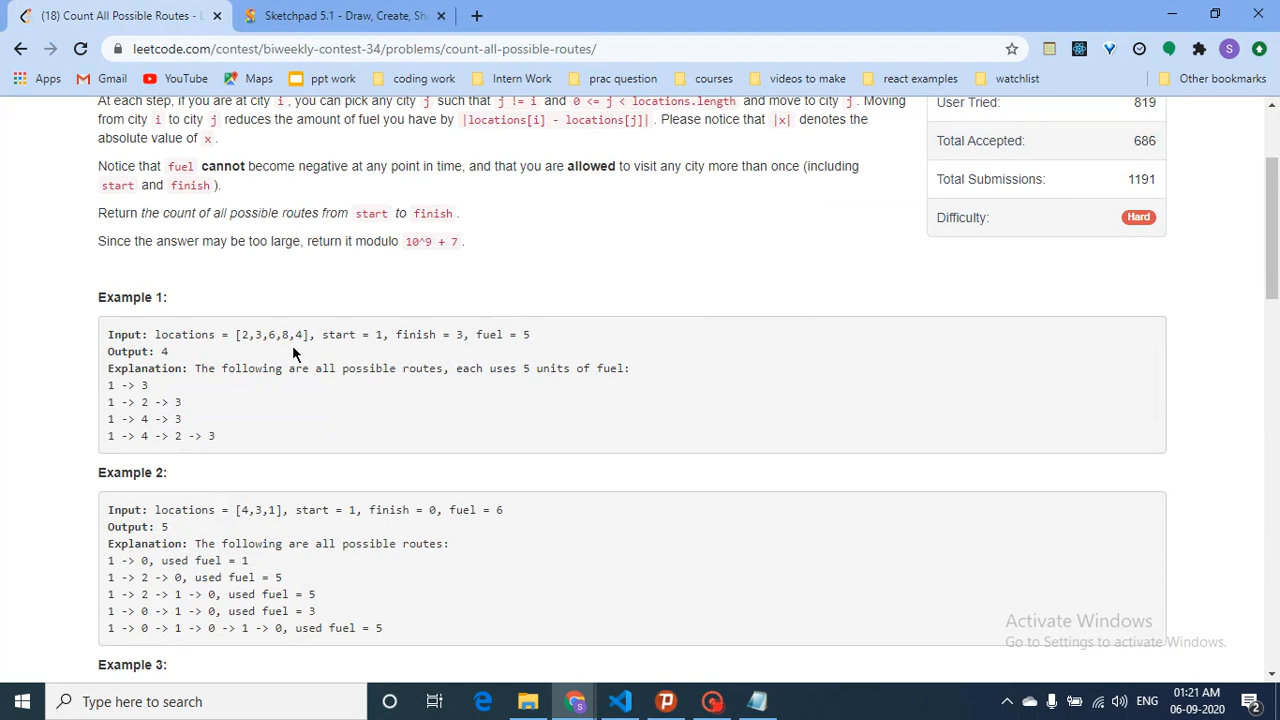 (18) Count All Possible Routes - L
Sketchpad 5.1 - Draw, Create, Sh
leetcode.com/contest/biweekly-contest-34/problems/count-all-possible-routes/
S
Apps
Gmail
YouTube
Maps
ppt work
coding work
Intern Work
prac question
courses
videos to make
react examples
watchlist
Other bookmarks
At each step, if you are at city i, you can pick any city j such that j != i and 0 <= j < locations.length and move to city j. Moving
from city i to city j reduces the amount of fuel you have by |locations[i] - locations[j]|. Please notice that |x| denotes the
absolute value of x.
Notice that fuel cannot become negative at any point in time, and that you are allowed to visit any city more than once (including
start and finish).
Return the count of all possible routes from start to finish.
Since the answer may be too large, return it modulo 10^9 + 7.
User Tried: 819
Total Accepted: 686
Total Submissions: 1191
Difficulty: Hard
Example 1:
Input: locations = [2,3,6,8,4], start = 1, finish = 3, fuel = 5
Output: 4
Explanation: The following are all possible routes, each uses 5 units of fuel:
1 -> 3
1 -> 2 -> 3
1 -> 4 -> 3
1 -> 4 -> 2 -> 3
Example 2:
Input: locations = [4,3,1], start = 1, finish = 0, fuel = 6
Output: 5
Explanation: The following are all possible routes:
1 -> 0, used fuel = 1
1 -> 2 -> 0, used fuel = 5
1 -> 2 -> 1 -> 0, used fuel = 5
1 -> 0 -> 1 -> 0, used fuel = 3
1 -> 0 -> 1 -> 0 -> 1 -> 0, used fuel = 5
Example 3:
Activate Windows
Go to Settings to activate Windows.
Type here to search
ENG
01:21 AM
06-09-2020
2